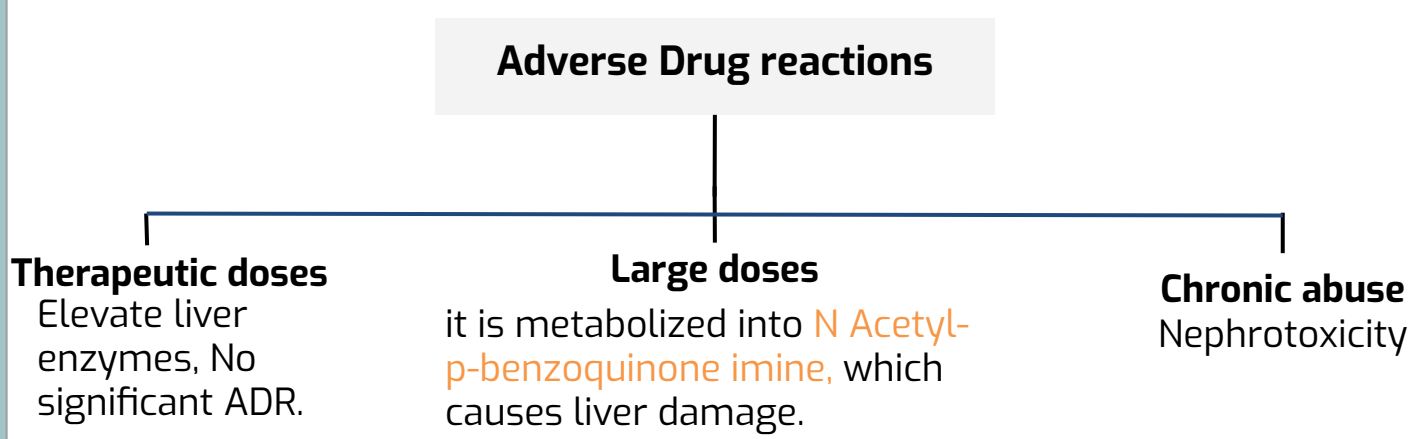 Adverse Drug reactions
Therapeutic doses
Elevate liver
enzymes, No
significant ADR.
Large doses
it is metabolized into N Acetyl-
p-benzoquinone imine, which
causes liver damage.
Chronic abuse
Nephrotoxicity